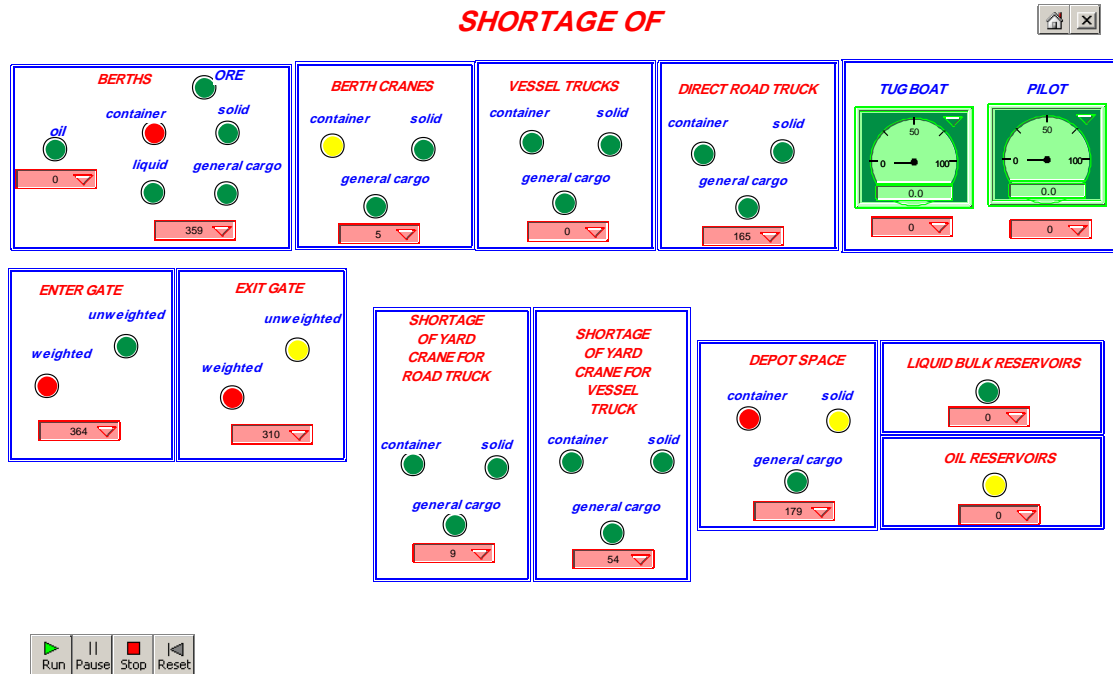 SHORTAGE OF
BERTHS
ORE
container
solid
oil
liquid
general cargo
0
359
BERTH CRANES
container
solid
general cargo
5
VESSEL TRUCKS
container
solid
general cargo
0
DIRECT ROAD TRUCK
container
solid
general cargo
165
TUG BOAT
PILOT
50
0
100
0.0
0
50
0
100
0.0
0
ENTER GATE
unweighted
weighted
364
EXIT GATE
unweighted
weighted
310
SHORTAGE
OF YARD
CRANE FOR
ROAD TRUCK
container
solid
general cargo
9
SHORTAGE
OF YARD
CRANE FOR
VESSEL
TRUCK
container
solid
general cargo
54
DEPOT SPACE
container
solid
general cargo
179
LIQUID BULK RESERVOIRS
0
OIL RESERVOIRS
0
Run
Pause
Stop
Reset